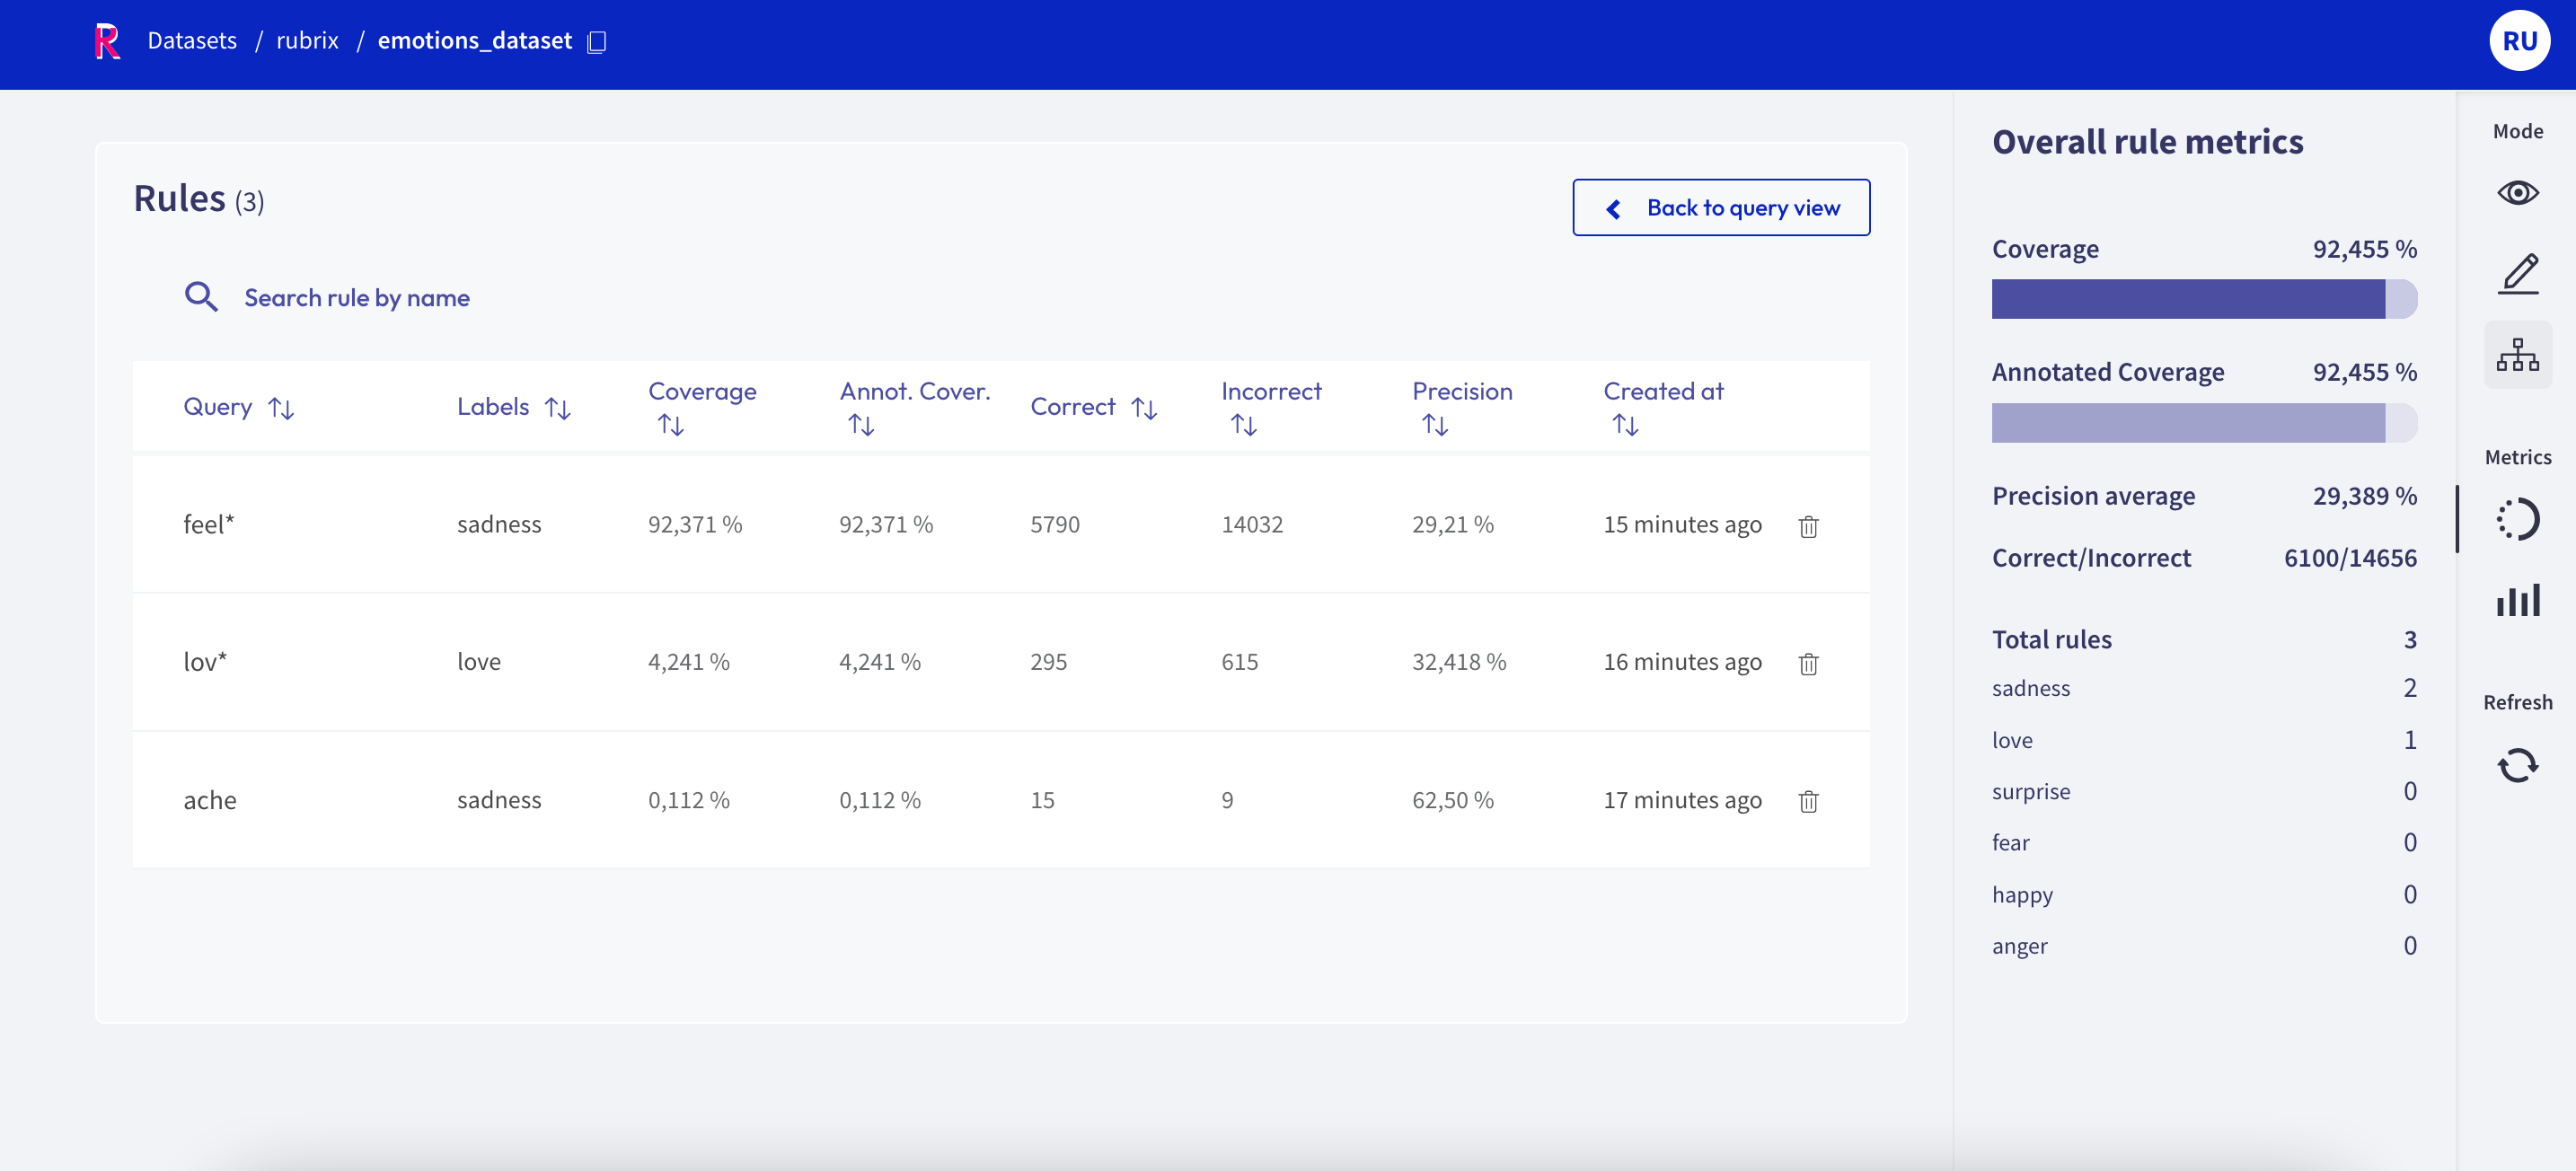 R Datasets / rubrix / emotions_dataset
RU
Rules (3)
Back to query view
Search rule by name
Query Labels Coverage Annot. Cover. Correct Incorrect Precision Created at
feel* sadness 92,371 % 92,371 % 5790 14032 29,21 % 15 minutes ago
lov* love 4,241 % 4,241 % 295 615 32,418 % 16 minutes ago
ache sadness 0,112 % 0,112 % 15 9 62,50 % 17 minutes ago
Overall rule metrics
Coverage 92,455 %
Annotated Coverage 92,455 %
Precision average 29,389 %
Correct/Incorrect 6100/14656
Total rules 3
sadness 2
love 1
surprise 0
fear 0
happy 0
anger 0
Mode
Metrics
Refresh